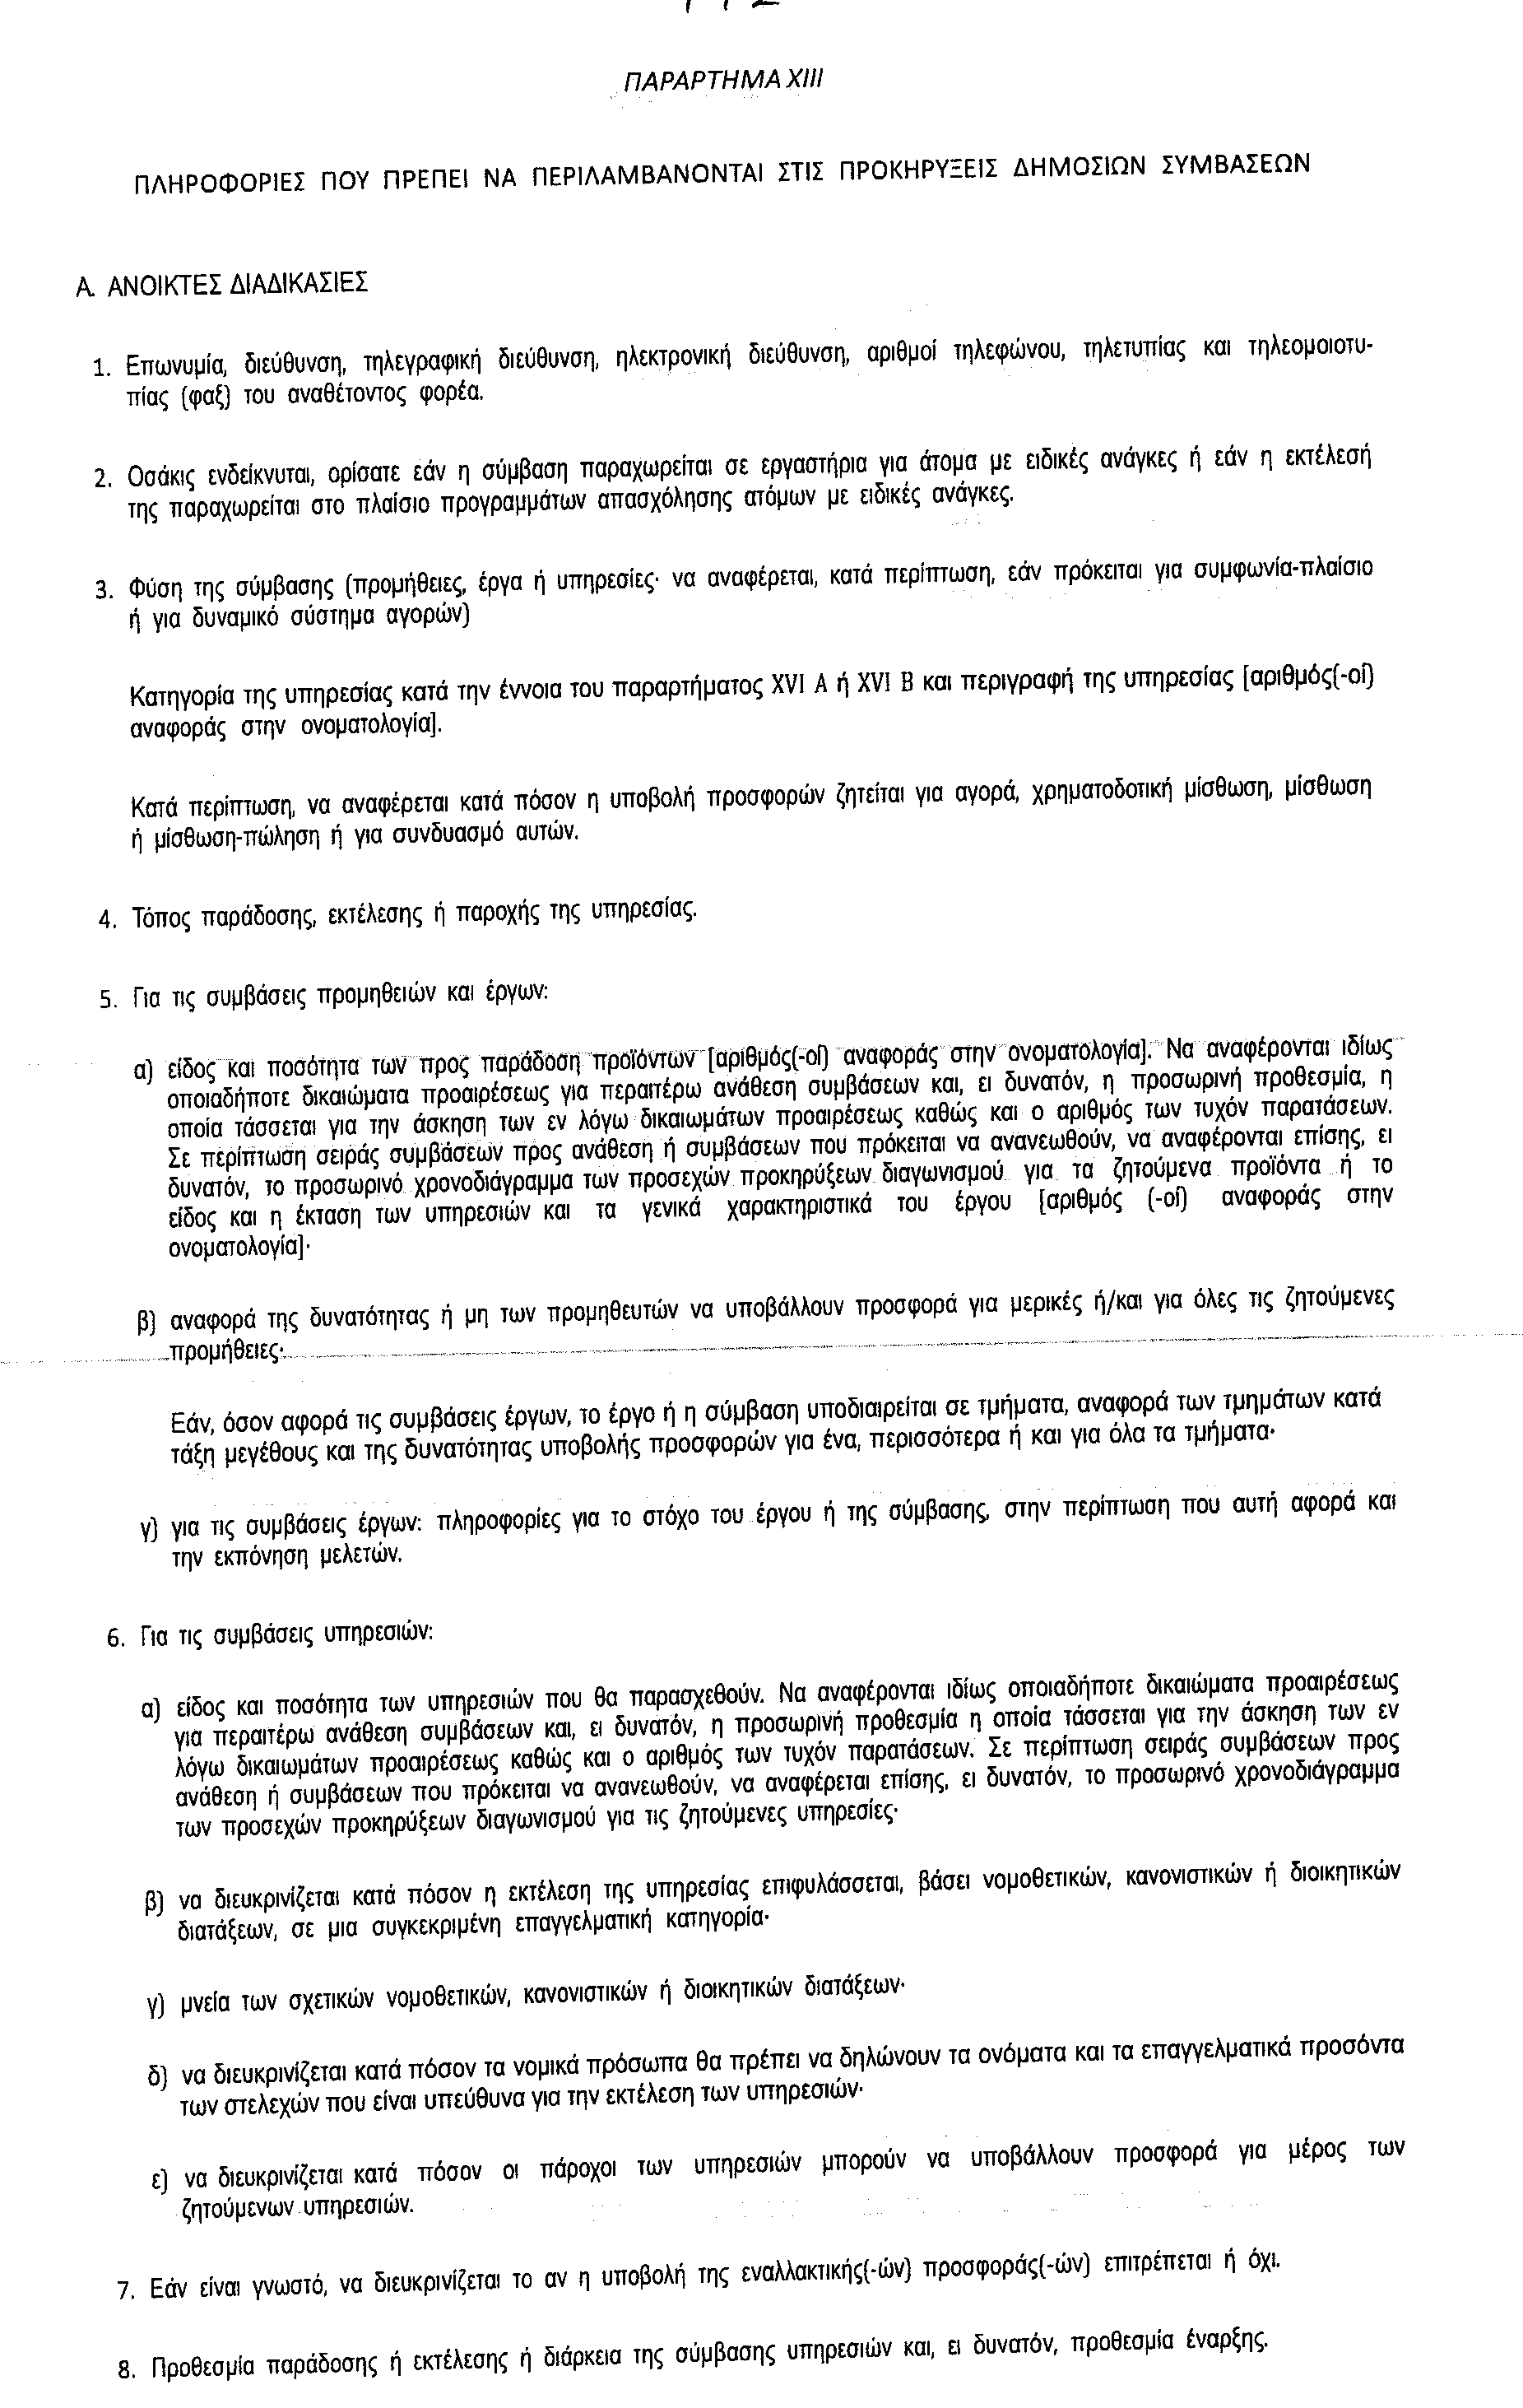 ΠΑΡΑΡΤΗΜΑ XIII
ΠΛΗΡΟΦΟΡΙΕΣ ΠΟΥ ΠΡΕΠΕΙ ΝΑ ΠΕΡΙΛΑΜΒΑΝΟΝΤΑΙ ΣΤΙΣ ΠΡΟΚΗΡΥΞΕΙΣ ΔΗΜΟΣΙΩΝ ΣΥΜΒΑΣΕΩΝ
Α. ΑΝΟΙΚΤΕΣ ΔΙΑΔΙΚΑΣΙΕΣ
1. Επωνυμία, διεύθυνση, τηλεγραφική διεύθυνση, ηλεκτρονική διεύθυνση, αριθμοί τηλεφώνου, τηλετυπίας και τηλεομοιοτυ-
πίας (φαξ) του αναθέτοντος φορέα.
2. Οσάκις ενδείκνυται, ορίσατε εάν η σύμβαση παραχωρείται σε εργαστήρια για άτομα με ειδικές ανάγκες ή εάν η εκτέλεσή
της παραχωρείται στο πλαίσιο προγραμμάτων απασχόλησης ατόμων με ειδικές ανάγκες.
3. Φύση της σύμβασης (προμήθειες, έργα ή υπηρεσίες· να αναφέρεται, κατά περίπτωση, εάν πρόκειται για συμφωνία-πλαίσιο
ή για δυναμικό σύστημα αγορών)
Κατηγορία της υπηρεσίας κατά την έννοια του παραρτήματος XVI A ή XVI B και περιγραφή της υπηρεσίας [αριθμός(-οί)
αναφοράς στην ονοματολογία].
Κατά περίπτωση, να αναφέρεται κατά πόσον η υποβολή προσφορών ζητείται για αγορά, χρηματοδοτική μίσθωση, μίσθωση
ή μίσθωση-πώληση ή για συνδυασμό αυτών.
4. Τόπος παράδοσης, εκτέλεσης ή παροχής της υπηρεσίας.
5. Για τις συμβάσεις προμηθειών και έργων:
α) είδος και ποσότητα των προς παράδοση προϊόντων [αριθμός(-οί) αναφοράς στην ονοματολογία]. Να αναφέρονται ιδίως
οποιαδήποτε δικαιώματα προαιρέσεως για περαιτέρω ανάθεση συμβάσεων και, ει δυνατόν, η προσωρινή προθεσμία, η
οποία τάσσεται για την άσκηση των εν λόγω δικαιωμάτων προαιρέσεως καθώς και ο αριθμός των τυχόν παρατάσεων.
Σε περίπτωση σειράς συμβάσεων προς ανάθεση ή συμβάσεων που πρόκειται να ανανεωθούν, να αναφέρονται επίσης, ει
δυνατόν, το προσωρινό χρονοδιάγραμμα των προσεχών προκηρύξεων διαγωνισμού για τα ζητούμενα προϊόντα ή το
είδος και η έκταση των υπηρεσιών και τα γενικά χαρακτηριστικά του έργου [αριθμός (-οί) αναφοράς στην
ονοματολογία]·
β) αναφορά της δυνατότητας ή μη των προμηθευτών να υποβάλλουν προσφορά για μερικές ή/και για όλες τις ζητούμενες
προμήθειες·
Εάν, όσον αφορά τις συμβάσεις έργων, το έργο ή η σύμβαση υποδιαιρείται σε τμήματα, αναφορά των τμημάτων κατά
τάξη μεγέθους και της δυνατότητας υποβολής προσφορών για ένα, περισσότερα ή και για όλα τα τμήματα·
γ) για τις συμβάσεις έργων: πληροφορίες για το στόχο του έργου ή της σύμβασης, στην περίπτωση που αυτή αφορά και
την εκπόνηση μελετών.
6. Για τις συμβάσεις υπηρεσιών:
α) είδος και ποσότητα των υπηρεσιών που θα παρασχεθούν. Να αναφέρονται ιδίως οποιαδήποτε δικαιώματα προαιρέσεως
για περαιτέρω ανάθεση συμβάσεων και, ει δυνατόν, η προσωρινή προθεσμία η οποία τάσσεται για την άσκηση των εν
λόγω δικαιωμάτων προαιρέσεως καθώς και ο αριθμός των τυχόν παρατάσεων. Σε περίπτωση σειράς συμβάσεων προς
ανάθεση ή συμβάσεων που πρόκειται να ανανεωθούν, να αναφέρεται επίσης, ει δυνατόν, το προσωρινό χρονοδιάγραμμα
των προσεχών προκηρύξεων διαγωνισμού για τις ζητούμενες υπηρεσίες·
β) να διευκρινίζεται κατά πόσον η εκτέλεση της υπηρεσίας επιφυλάσσεται, βάσει νομοθετικών, κανονιστικών ή διοικητικών
διατάξεων, σε μια συγκεκριμένη επαγγελματική κατηγορία·
γ) μνεία των σχετικών νομοθετικών, κανονιστικών ή διοικητικών διατάξεων·
δ) να διευκρινίζεται κατά πόσον τα νομικά πρόσωπα θα πρέπει να δηλώνουν τα ονόματα και τα επαγγελματικά προσόντα
των στελεχών που είναι υπεύθυνα για την εκτέλεση των υπηρεσιών·
ε) να διευκρινίζεται κατά πόσον οι πάροχοι των υπηρεσιών μπορούν να υποβάλλουν προσφορά για μέρος των
ζητούμενων υπηρεσιών.
7. Εάν είναι γνωστό, να διευκρινίζεται το αν η υποβολή της εναλλακτικής(-ών) προσφοράς(-ών) επιτρέπεται ή όχι.
8. Προθεσμία παράδοσης ή εκτέλεσης ή διάρκεια της σύμβασης υπηρεσιών και, ει δυνατόν, προθεσμία έναρξης.